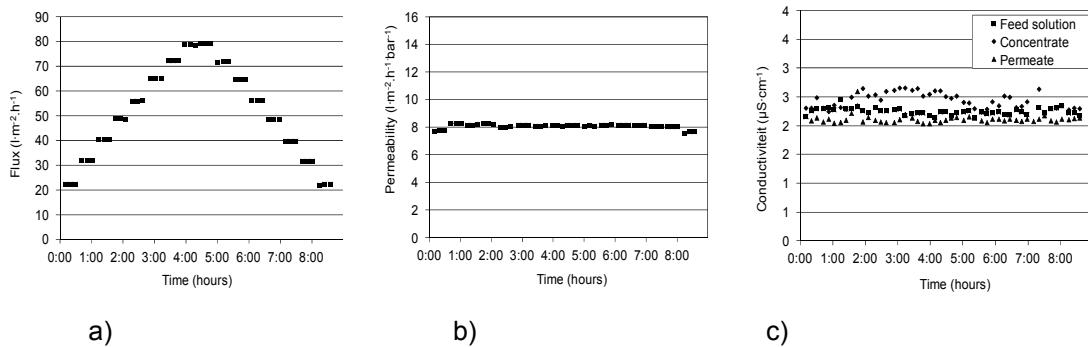 90
80
70
60
50
40
30
20
10
0
Flux (l·m⁻².h⁻¹)
0:00 1:00 2:00 3:00 4:00 5:00 6:00 7:00 8:00
Time (hours)
a)
16
14
12
10
8
6
4
2
0
Permeability (l·m⁻².h⁻¹·bar⁻¹)
0:00 1:00 2:00 3:00 4:00 5:00 6:00 7:00 8:00
Time (hours)
b)
4
4
3
3
2
2
1
1
0
Conductiviteit (µS·cm⁻¹)
Feed solution
Concentrate
Permeate
0:00 1:00 2:00 3:00 4:00 5:00 6:00 7:00 8:00
Time (hours)
c)